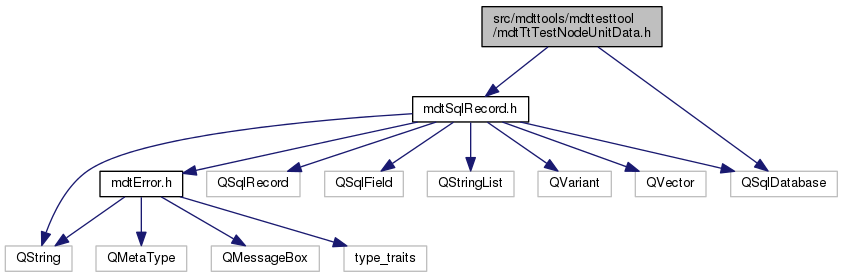 src/mdttools/mdttesttool
/mdtTtTestNodeUnitData.h
mdtSqlRecord.h
mdtError.h
QSqlRecord
QSqlField
QStringList
QVariant
QVector
QSqlDatabase
QString
QMetaType
QMessageBox
type_traits